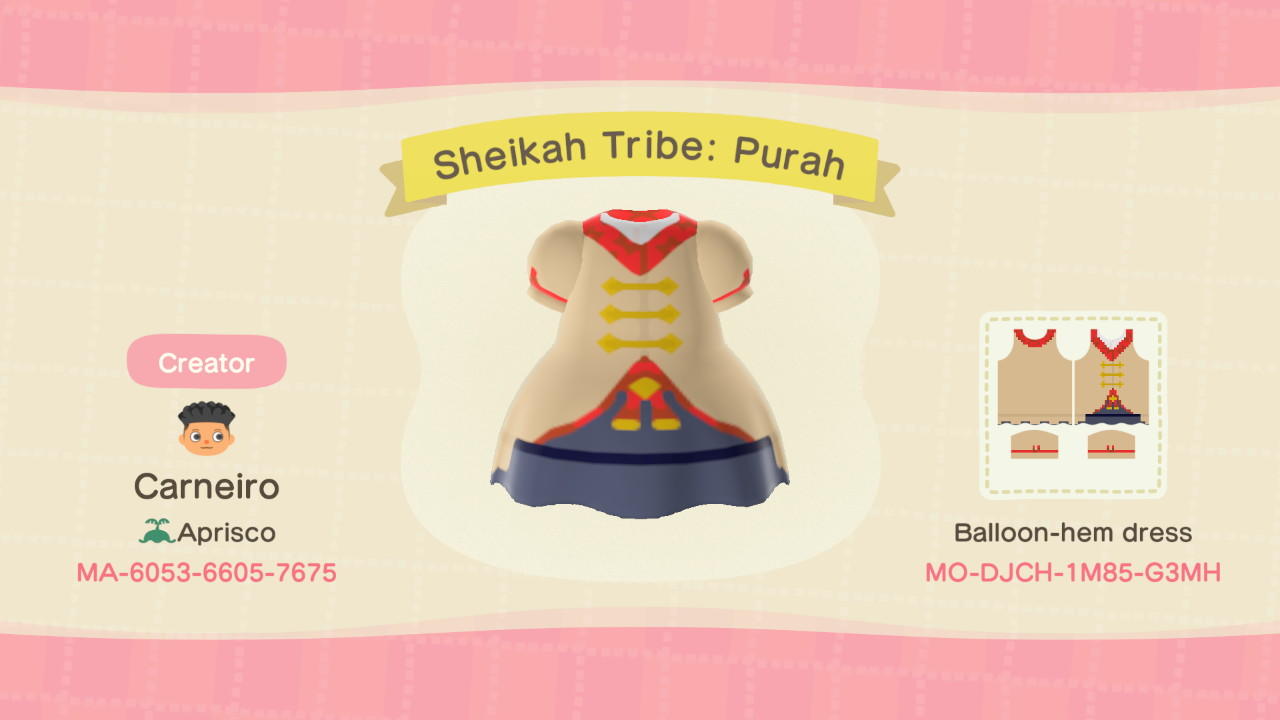 Sheikah Tribe: Purah
Creator
Carneiro
Aprisco
MA-6053-6605-7675
Balloon-hem dress
MO-DJCH-1M85-G3MH